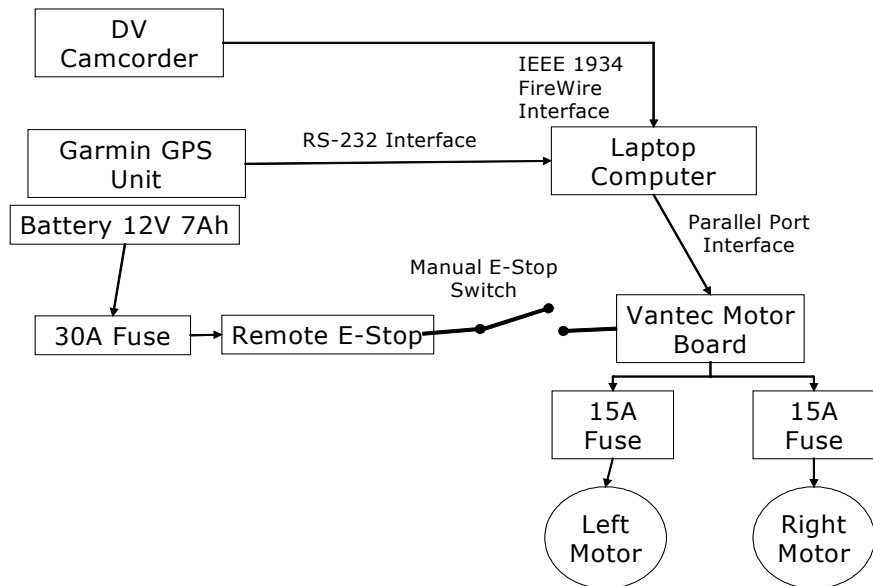 DV
Camcorder
IEEE 1934
FireWire
Interface
RS-232 Interface
Garmin GPS
Unit
Laptop
Computer
Battery 12V 7Ah
Parallel Port
Interface
Manual E-Stop
Switch
30A Fuse
Remote E-Stop
Vantec Motor
Board
15A
Fuse
15A
Fuse
Left
Motor
Right
Motor